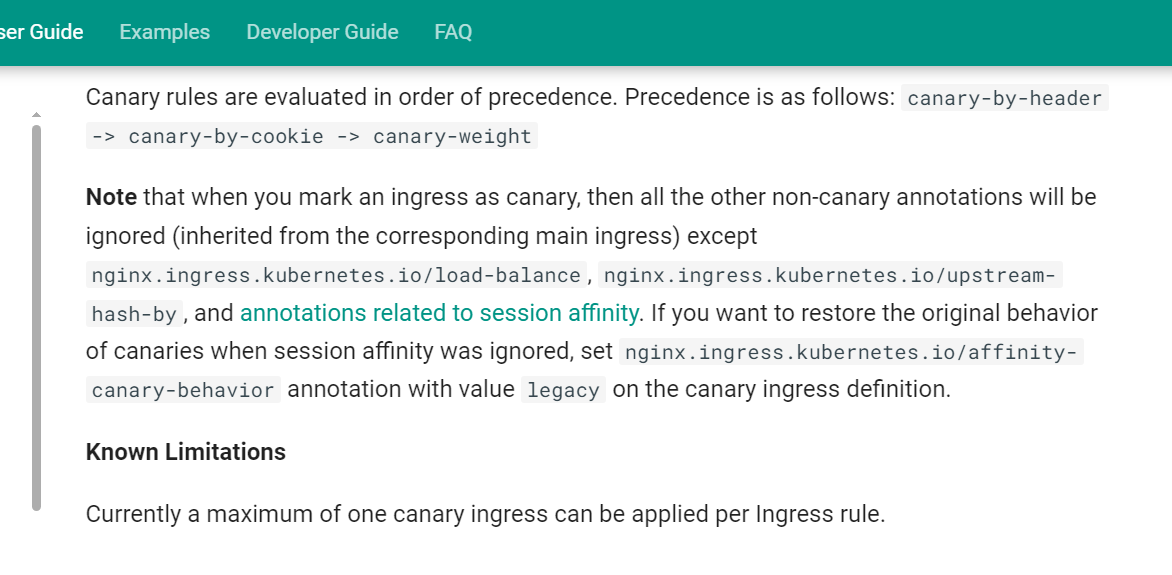 ser Guide Examples Developer Guide FAQ
Canary rules are evaluated in order of precedence. Precedence is as follows: canary-by-header
-> canary-by-cookie -> canary-weight
Note that when you mark an ingress as canary, then all the other non-canary annotations will be
ignored (inherited from the corresponding main ingress) except
nginx.ingress.kubernetes.io/load-balance, nginx.ingress.kubernetes.io/upstream-
hash-by, and annotations related to session affinity. If you want to restore the original behavior
of canaries when session affinity was ignored, set nginx.ingress.kubernetes.io/affinity-
canary-behavior annotation with value legacy on the canary ingress definition.
Known Limitations
Currently a maximum of one canary ingress can be applied per Ingress rule.